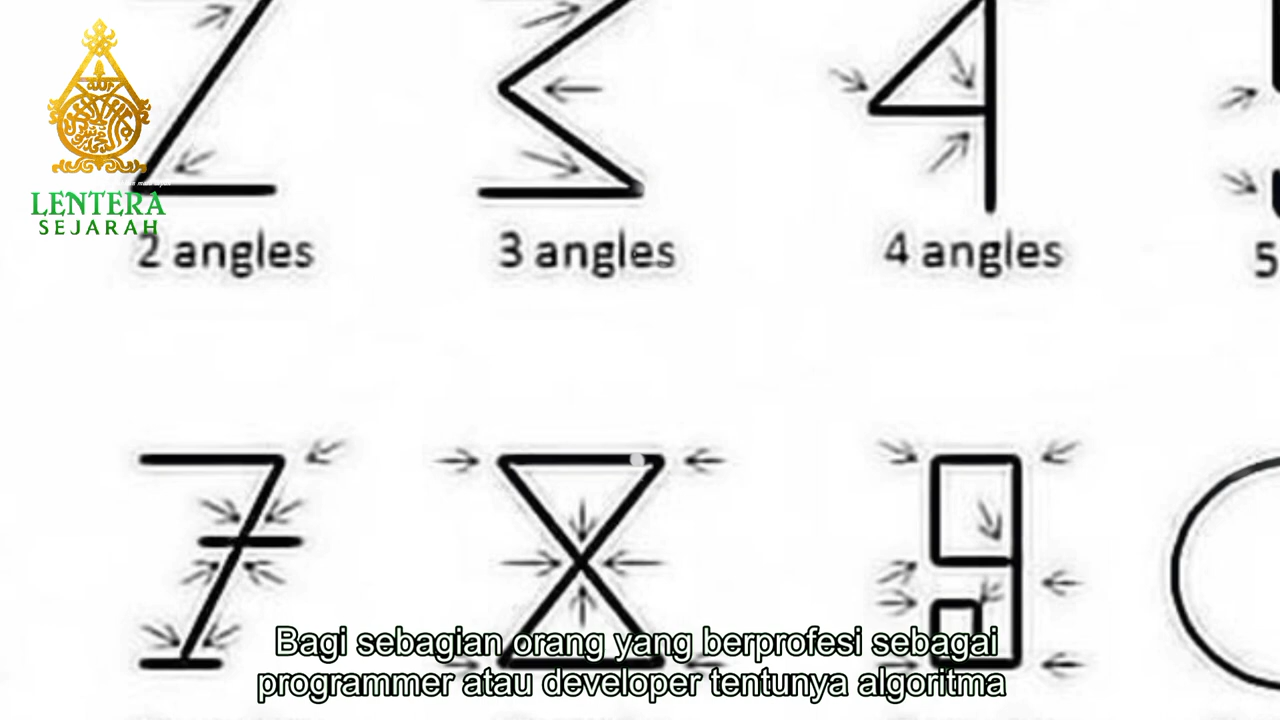 LENTERA
SEJARAH
2 angles
3 angles
4 angles
5
Bagi sebagian orang yang berprofesi sebagai
programmer atau developer tentunya algoritma